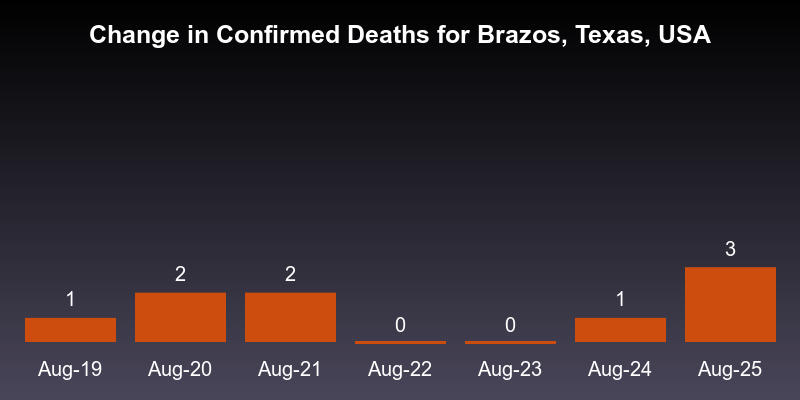 Change in Confirmed Deaths for Brazos, Texas, USA
3
2 2
1 1
0 0
Aug-19 Aug-20 Aug-21 Aug-22 Aug-23 Aug-24 Aug-25